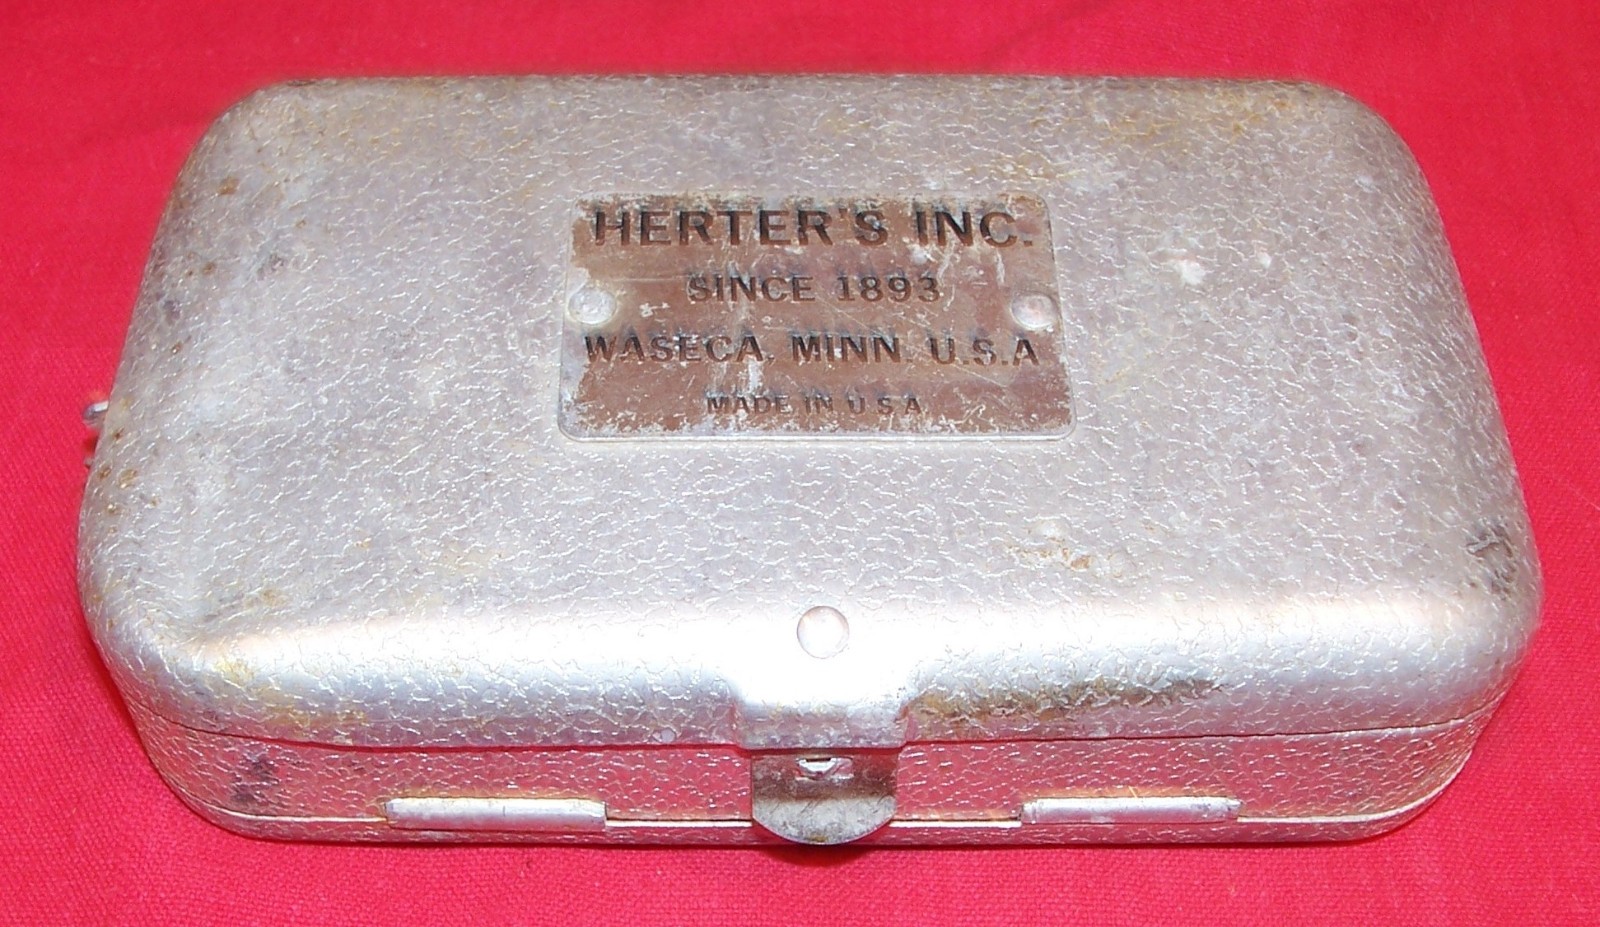 HERTER'S INC.
SINCE 1893
WASECA, MINN. U.S.A
MADE IN U S A